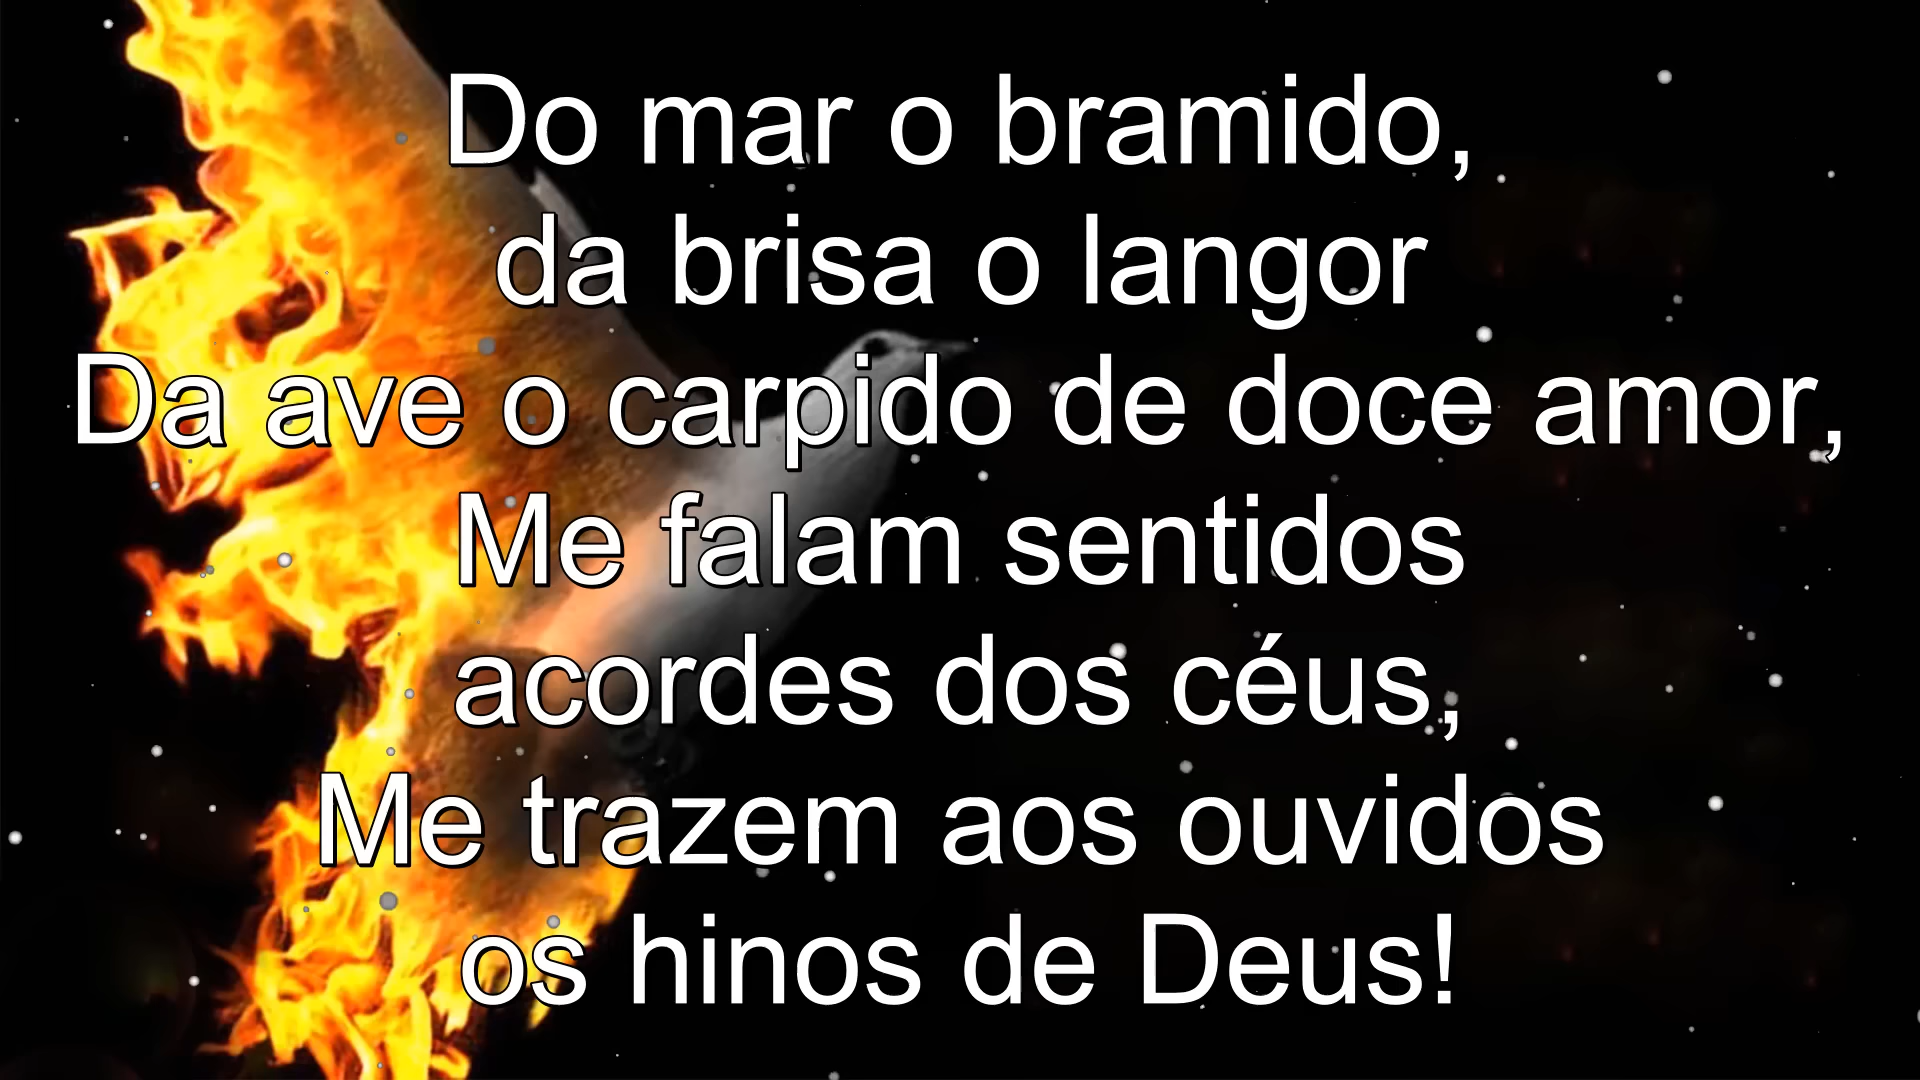 Do mar o bramido,
da brisa o langor
Da ave o carpido de doce amor,
Me falam sentidos
acordes dos céus,
Me trazem aos ouvidos
os hinos de Deus!